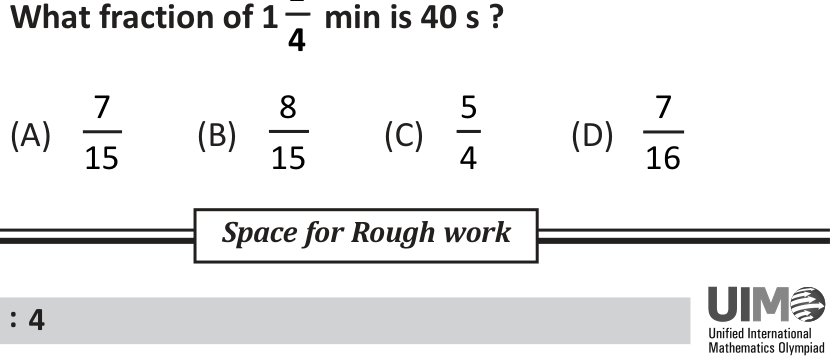 What fraction of 1 /4 min is 40 s ?
(A) 7/15 (B) 8/15 (C) 5/4 (D) 7/16
Space for Rough work
: 4
UIMO
Unified International
Mathematics Olympiad